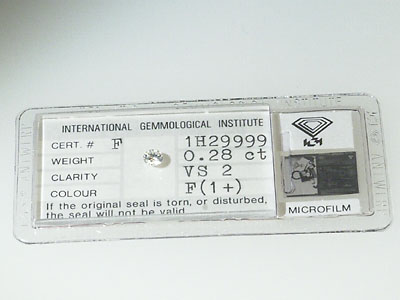 INTERNATIONAL GEMMOLOGICAL INSTITUTE
CERT. # F 1H29999
WEIGHT 0.28 ct
CLARITY VS 2
COLOUR F(1+)
If the original seal is torn, or disturbed,
the seal will not be valid
MICROFILM